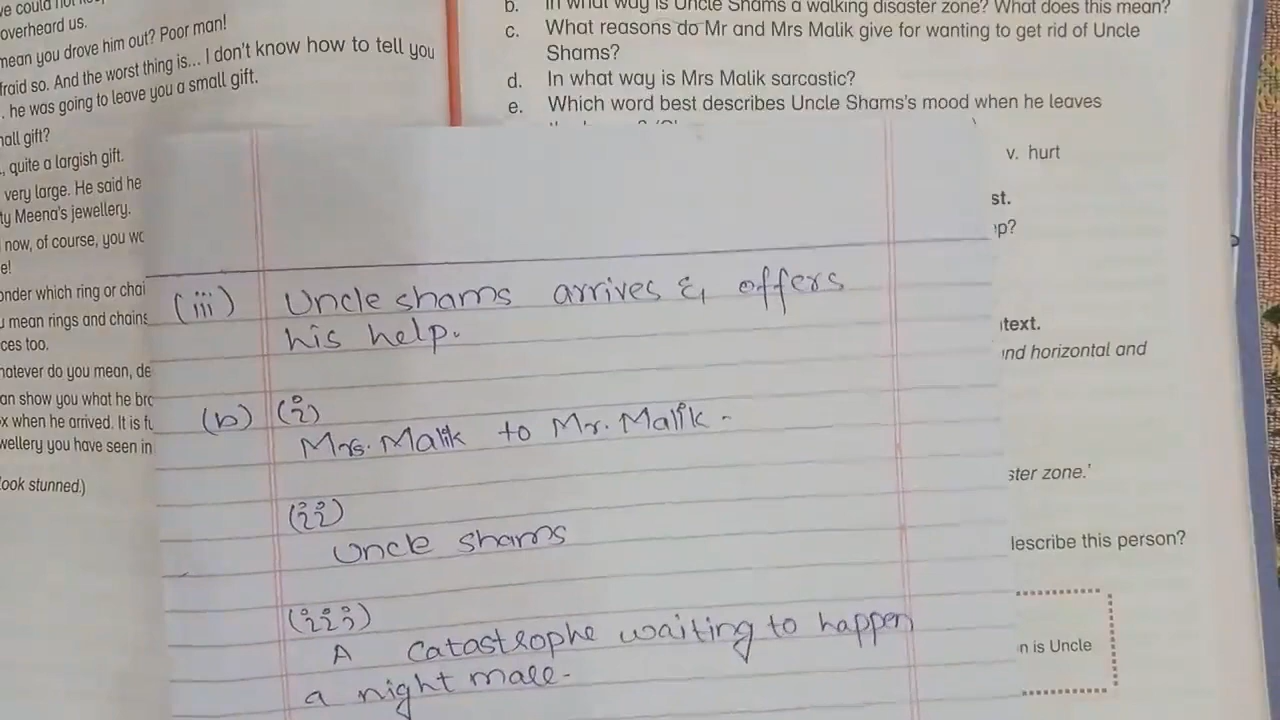 ve could not
overheard us.
mean you drove him out? Poor man!
fraid so. And the worst thing is... I don't know how to tell you
, he was going to leave you a small gift.
mall gift?
, quite a largish gift.
very large. He said he
ty Meena's jewellery.
now, of course, you wo
e!
onder which ring or chai
u mean rings and chains
ces too.
hatever do you mean, de
an show you what he bro
x when he arrived. It is fu
wellery you have seen in
look stunned.)
b. In what way is Uncle Shams a walking disaster zone? What does this mean?
c. What reasons do Mr and Mrs Malik give for wanting to get rid of Uncle
Shams?
d. In what way is Mrs Malik sarcastic?
e. Which word best describes Uncle Shams's mood when he leaves
v. hurt
st.
p?
text.
and horizontal and
ster zone.'
describe this person?
n is Uncle
(iii) Uncle shams arrives & offers
his help.
(b) (i)
Mrs. Malik to Mr. Malik -
(ii)
Uncle shams
(iii)
A Catastrophe waiting to happen
a night mare.